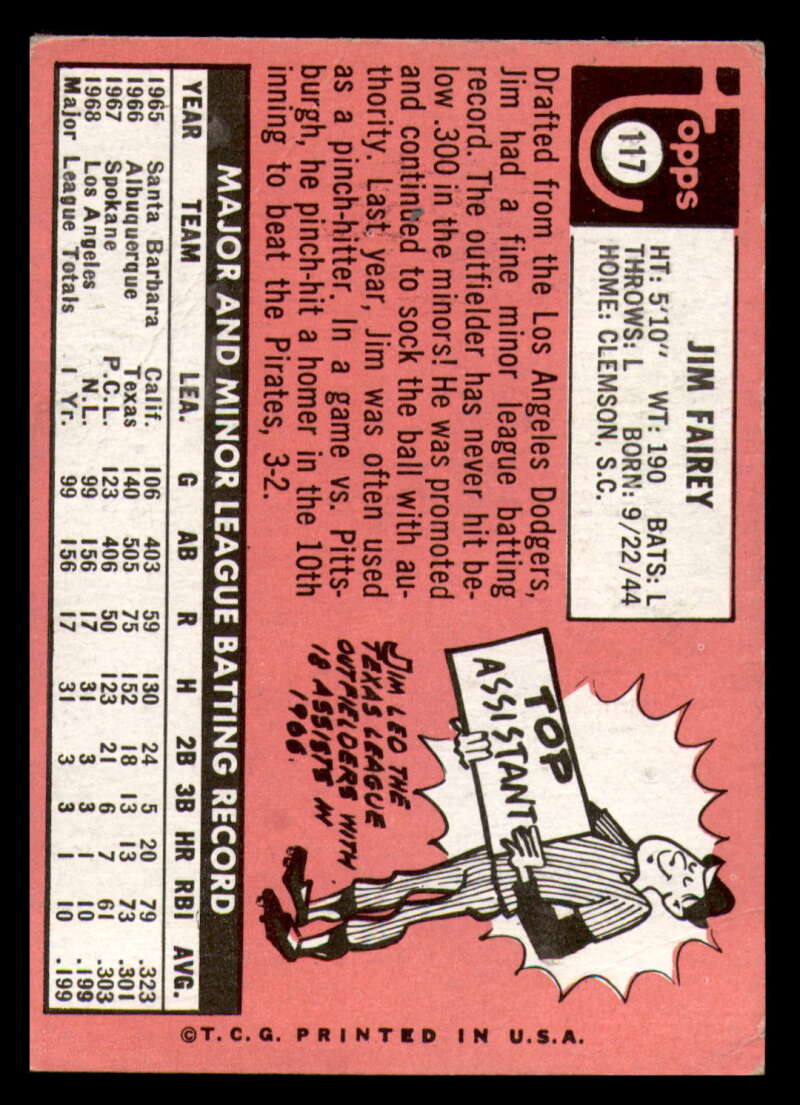 topps
117
JIM FAIREY
HT: 5'10" WT: 190 BATS: L
THROWS: L BORN: 9/22/44
HOME: CLEMSON, S.C.
Drafted from the Los Angeles Dodgers,
Jim had a fine minor league batting
record. The outfielder has never hit be-
low .300 in the minors! He was promoted
and continued to sock the ball with au-
thority. Last year, Jim was often used
as a pinch-hitter. In a game vs. Pitts-
burgh, he pinch-hit a homer in the 10th
inning to beat the Pirates, 3-2.
TOP
ASSISTANT
JIM LED THE
TEXAS LEAGUE
OUTFIELDERS WITH
18 ASSISTS IN
1966.
MAJOR AND MINOR LEAGUE BATTING RECORD
YEAR TEAM LEA. G AB R H 2B 3B HR RBI AVG.
1965 Santa Barbara Calif. 106 403 59 130 24 5 20 79 .323
1966 Albuquerque Texas 140 505 75 152 18 13 13 73 .301
1967 Spokane P.C.L. 123 406 50 123 21 6 7 61 .303
1968 Los Angeles N.L. 99 156 17 31 3 3 1 10 .199
Major League Totals 1 Yr. 99 156 17 31 3 3 1 10 .199
©T.C.G. PRINTED IN U.S.A.